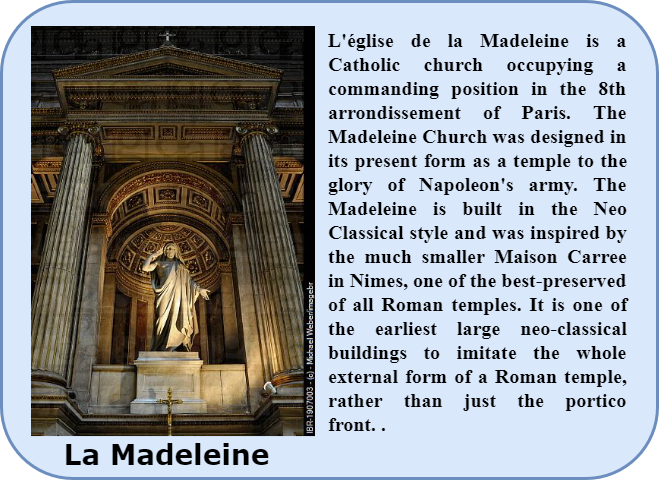 L'église de la Madeleine is a
Catholic church occupying a
commanding position in the 8th
arrondissement of Paris. The
Madeleine Church was designed in
its present form as a temple to the
glory of Napoleon's army. The
Madeleine is built in the Neo
Classical style and was inspired by
the much smaller Maison Carree
in Nimes, one of the best-preserved
of all Roman temples. It is one of
the earliest large neo-classical
buildings to imitate the whole
external form of a Roman temple,
rather than just the portico
front. .
IBR-1907003 - (c) - Michael Weber/imagebr
La Madeleine